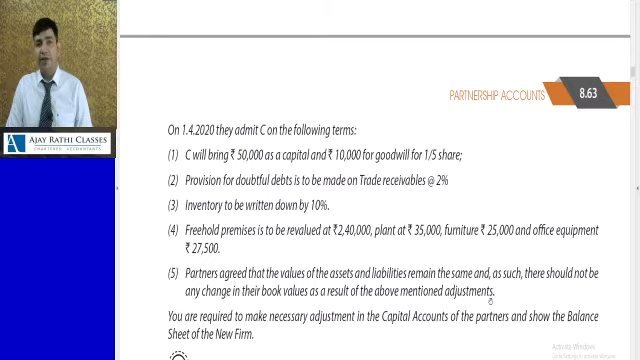 PARTNERSHIP ACCOUNTS 8.63
On 1.4.2020 they admit C on the following terms:
(1) C will bring ₹ 50,000 as a capital and ₹ 10,000 for goodwill for 1/5 share;
(2) Provision for doubtful debts is to be made on Trade receivables @ 2%
(3) Inventory to be written down by 10%.
(4) Freehold premises is to be revalued at ₹ 2,40,000, plant at ₹ 35,000, furniture ₹ 25,000 and office equipment
₹ 27,500.
(5) Partners agreed that the values of the assets and liabilities remain the same and, as such, there should not be
any change in their book values as a result of the above mentioned adjustments.
You are required to make necessary adjustment in the Capital Accounts of the partners and show the Balance
Sheet of the New Firm.
AJAY RATHI CLASSES
CHARTERED ACCOUNTANTS
Activate Windows
Go to Settings to activate Windows.